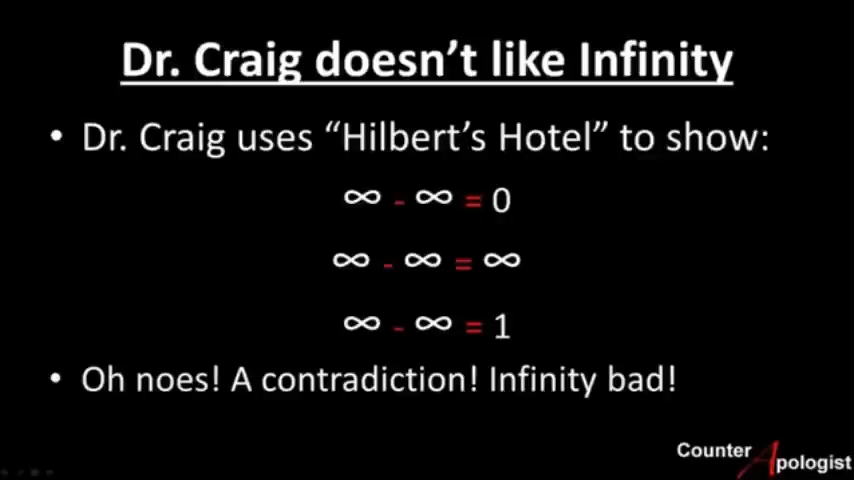 Dr. Craig doesn't like Infinity
• Dr. Craig uses “Hilbert's Hotel” to show:
∞ - ∞ = 0
∞ - ∞ = ∞
∞ - ∞ = 1
• Oh noes! A contradiction! Infinity bad!
Counter Apologist